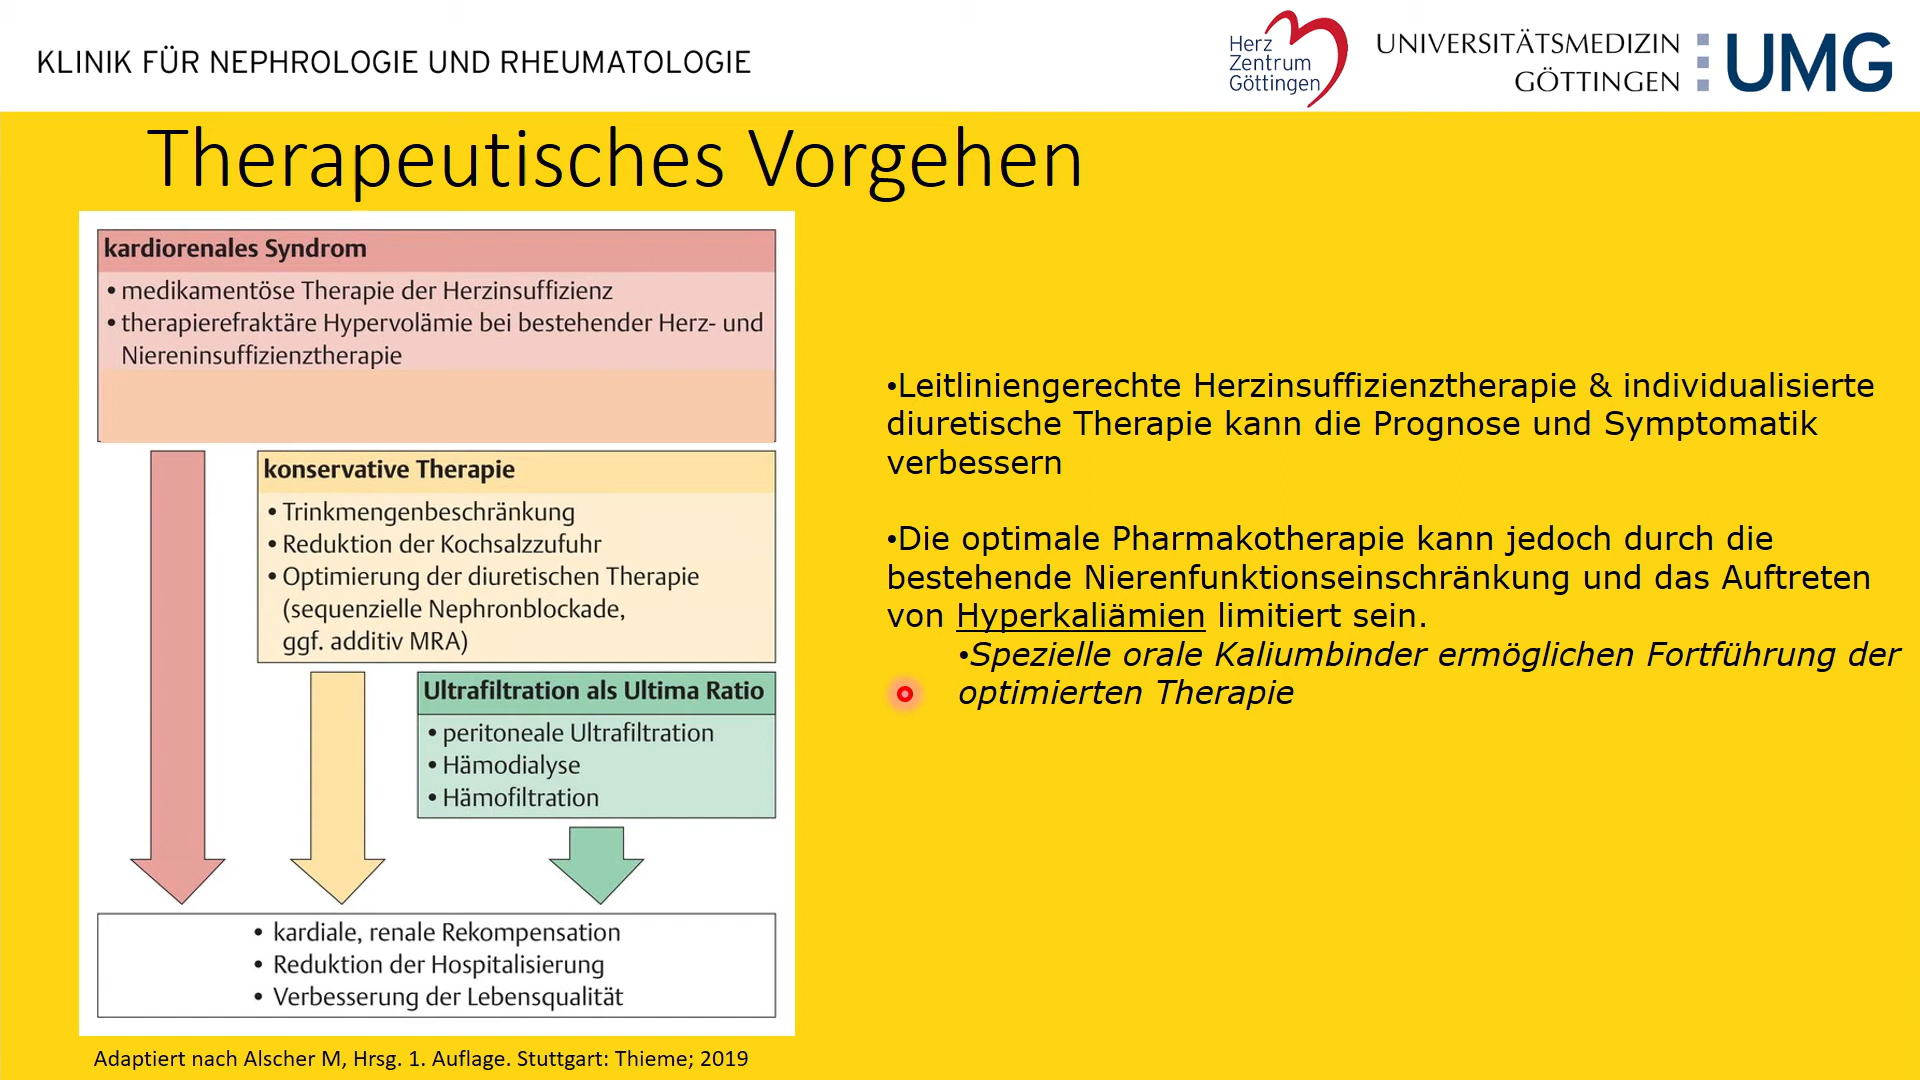 KLINIK FÜR NEPHROLOGIE UND RHEUMATOLOGIE
Herz
Zentrum
Göttingen
UNIVERSITÄTSMEDIZIN
GÖTTINGEN
UMG
Therapeutisches Vorgehen
kardiorenales Syndrom
• medikamentöse Therapie der Herzinsuffizienz
• therapierefraktäre Hypervolämie bei bestehender Herz- und
Niereninsuffizienztherapie
konservative Therapie
• Trinkmengenbeschränkung
• Reduktion der Kochsalzzufuhr
• Optimierung der diuretischen Therapie
(sequenzielle Nephronblockade,
ggf. additiv MRA)
Ultrafiltration als Ultima Ratio
• peritoneale Ultrafiltration
• Hämodialyse
• Hämofiltration
• kardiale, renale Rekompensation
• Reduktion der Hospitalisierung
• Verbesserung der Lebensqualität
Adaptiert nach Alscher M, Hrsg. 1. Auflage. Stuttgart: Thieme; 2019
•Leitliniengerechte Herzinsuffizienztherapie & individualisierte
diuretische Therapie kann die Prognose und Symptomatik
verbessern
•Die optimale Pharmakotherapie kann jedoch durch die
bestehende Nierenfunktionseinschränkung und das Auftreten
von Hyperkaliämien limitiert sein.
•Spezielle orale Kaliumbinder ermöglichen Fortführung der
optimierten Therapie